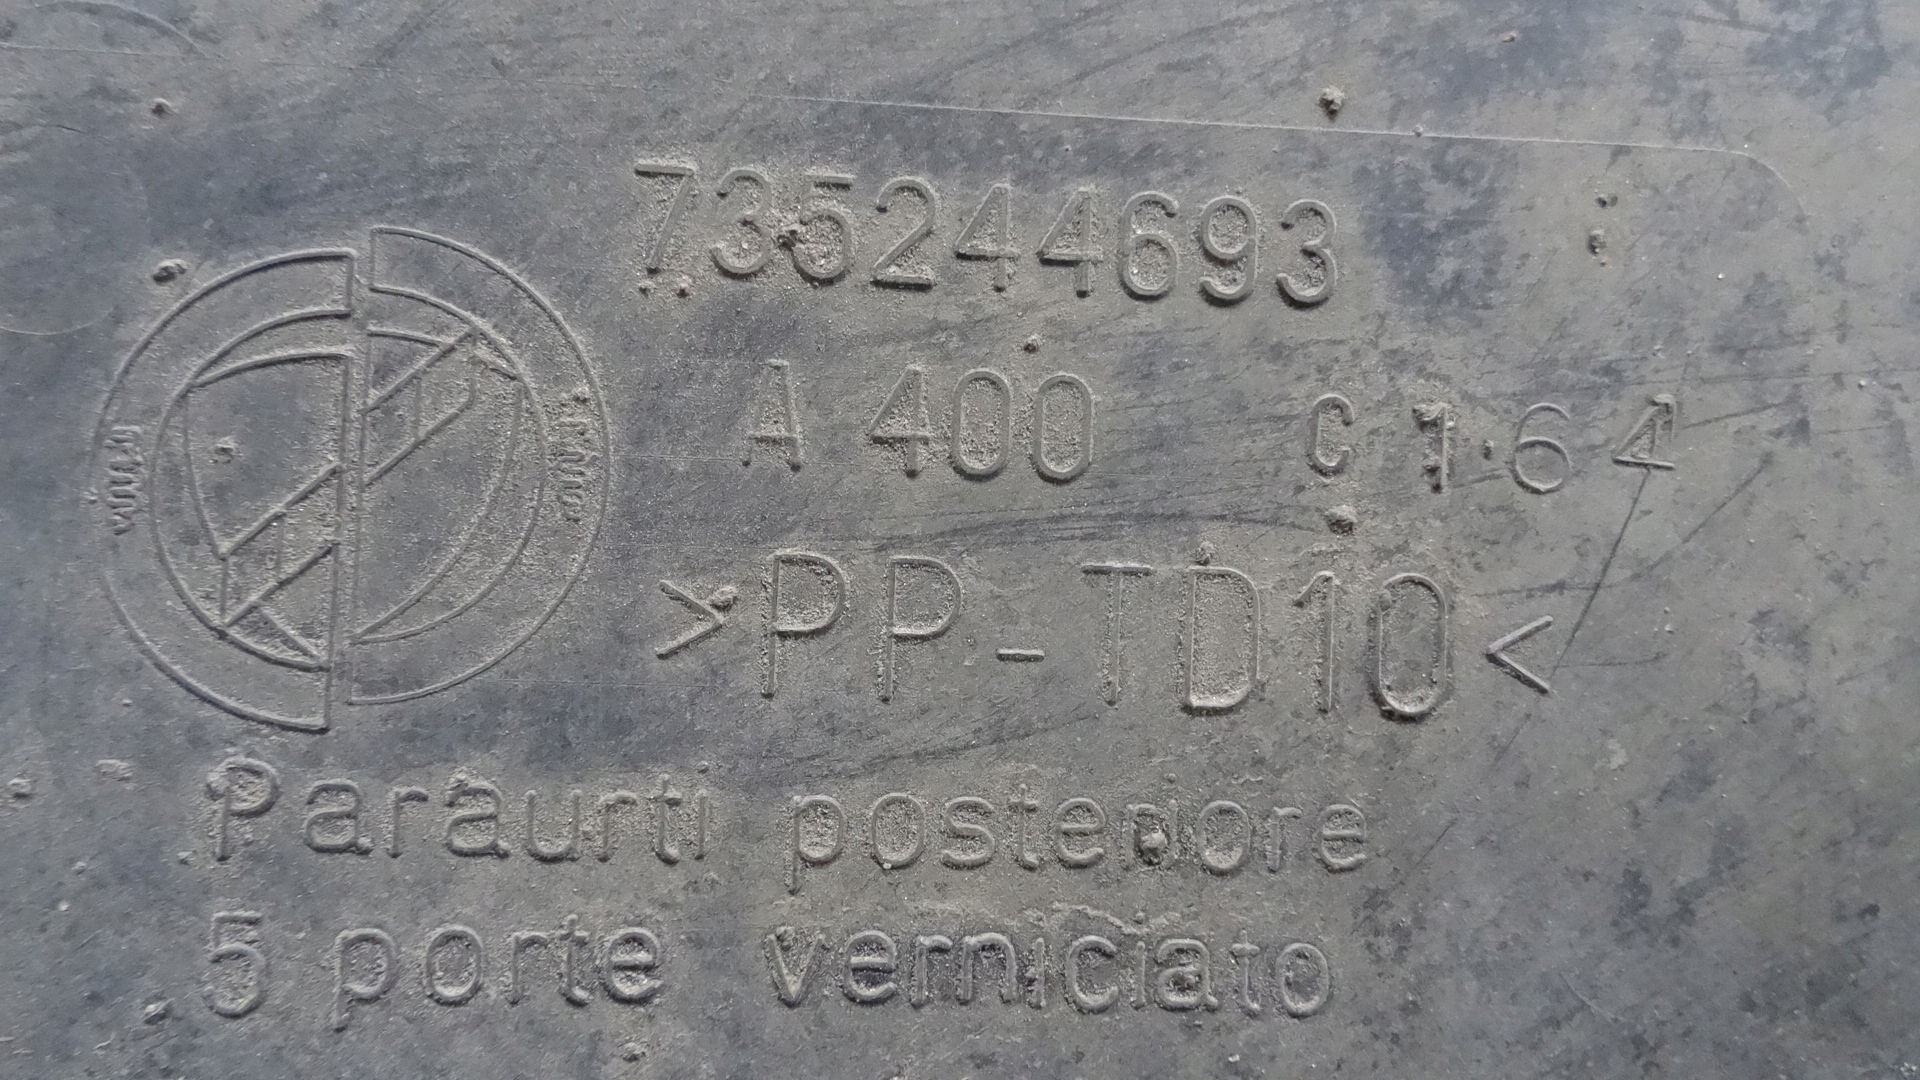 735244693
A 400 C 1.64
>PP-TD10<
Paraurti posteriore
5 porte verniciato